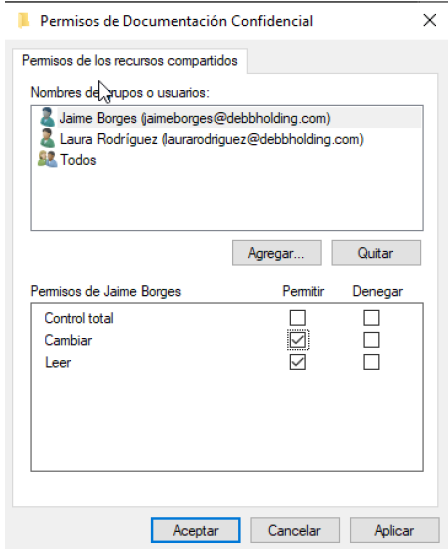 Permisos de Documentación Confidencial
Permisos de los recursos compartidos
Nombres de grupos o usuarios:
Jaime Borges (jaimeborges@debbholding.com)
Laura Rodríguez (laurarodriguez@debbholding.com)
Todos
Agregar... Quitar
Permisos de Jaime Borges Permitir Denegar
Control total
Cambiar
Leer
Aceptar Cancelar Aplicar